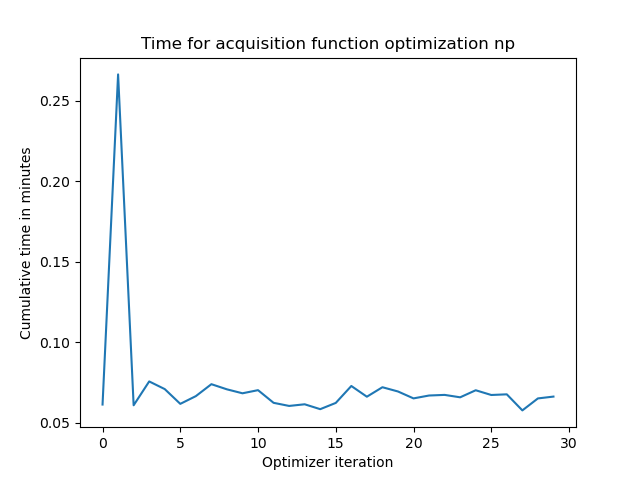 Time for acquisition function optimization np
Cumulative time in minutes
0.25
0.20
0.15
0.10
0.05
0 5 10 15 20 25 30
Optimizer iteration